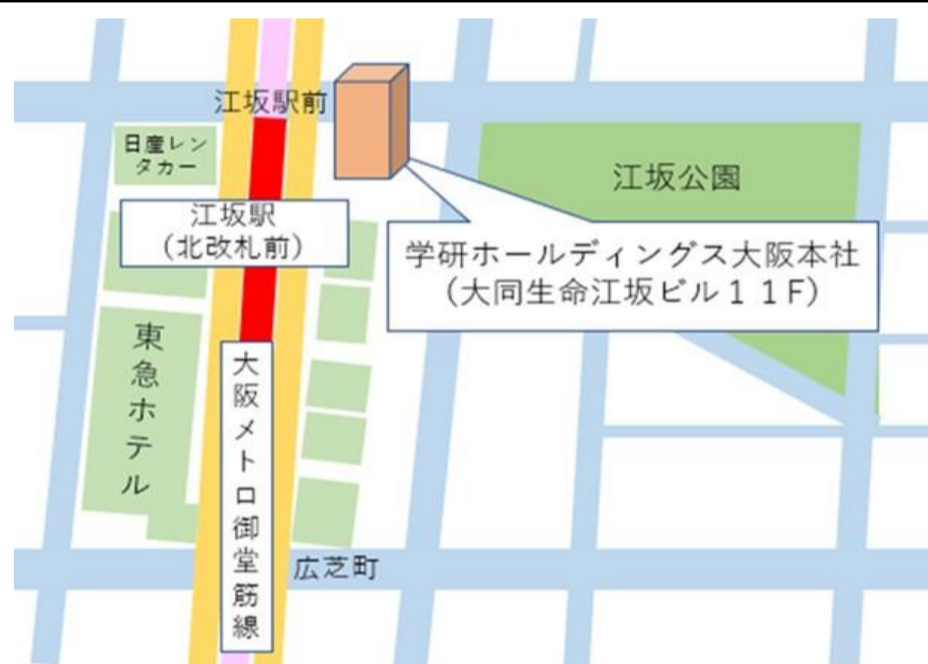 江坂駅前
日産レン
タカー
江坂公園
江坂駅
（北改札前）
学研ホールディングス大阪本社
（大同生命江坂ビル１１F）
東急ホテル
大阪メトロ御堂筋線
広芝町